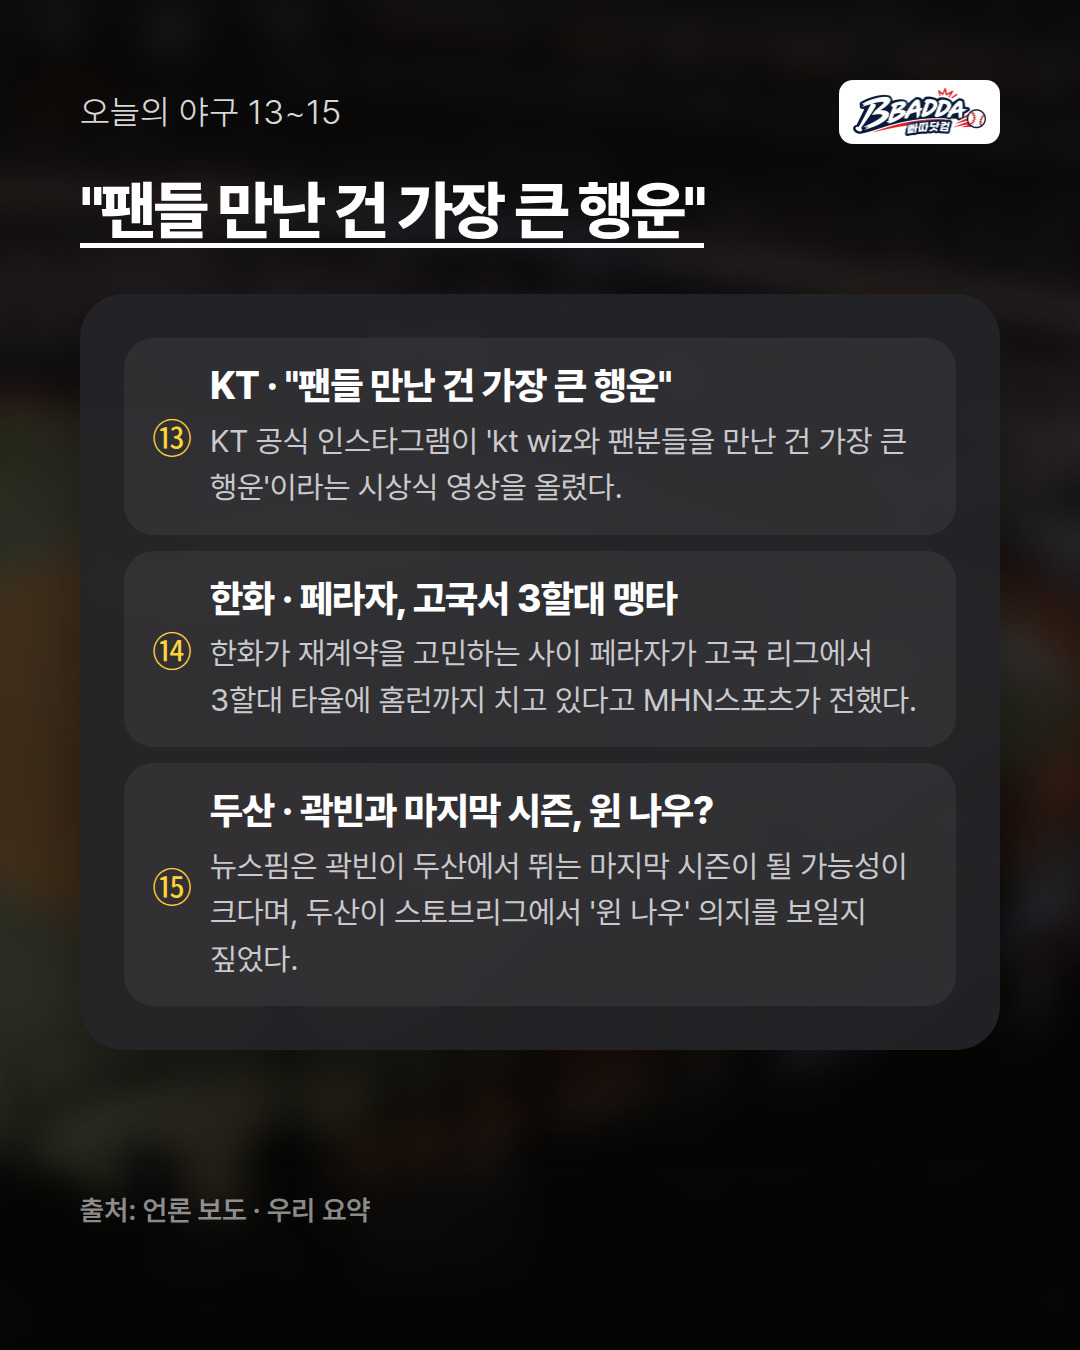 오늘의 야구 13~15
BBADDA
빠따닷컴
"팬들 만난 건 가장 큰 행운"
KT · "팬들 만난 건 가장 큰 행운"
⑬ KT 공식 인스타그램이 'kt wiz와 팬분들을 만난 건 가장 큰
행운'이라는 시상식 영상을 올렸다.
한화 · 페라자, 고국서 3할대 맹타
⑭ 한화가 재계약을 고민하는 사이 페라자가 고국 리그에서
3할대 타율에 홈런까지 치고 있다고 MHN스포츠가 전했다.
두산 · 곽빈과 마지막 시즌, 윈 나우?
뉴스핌은 곽빈이 두산에서 뛰는 마지막 시즌이 될 가능성이
⑮ 크다며, 두산이 스토브리그에서 '윈 나우' 의지를 보일지
짚었다.
출처: 언론 보도 · 우리 요약